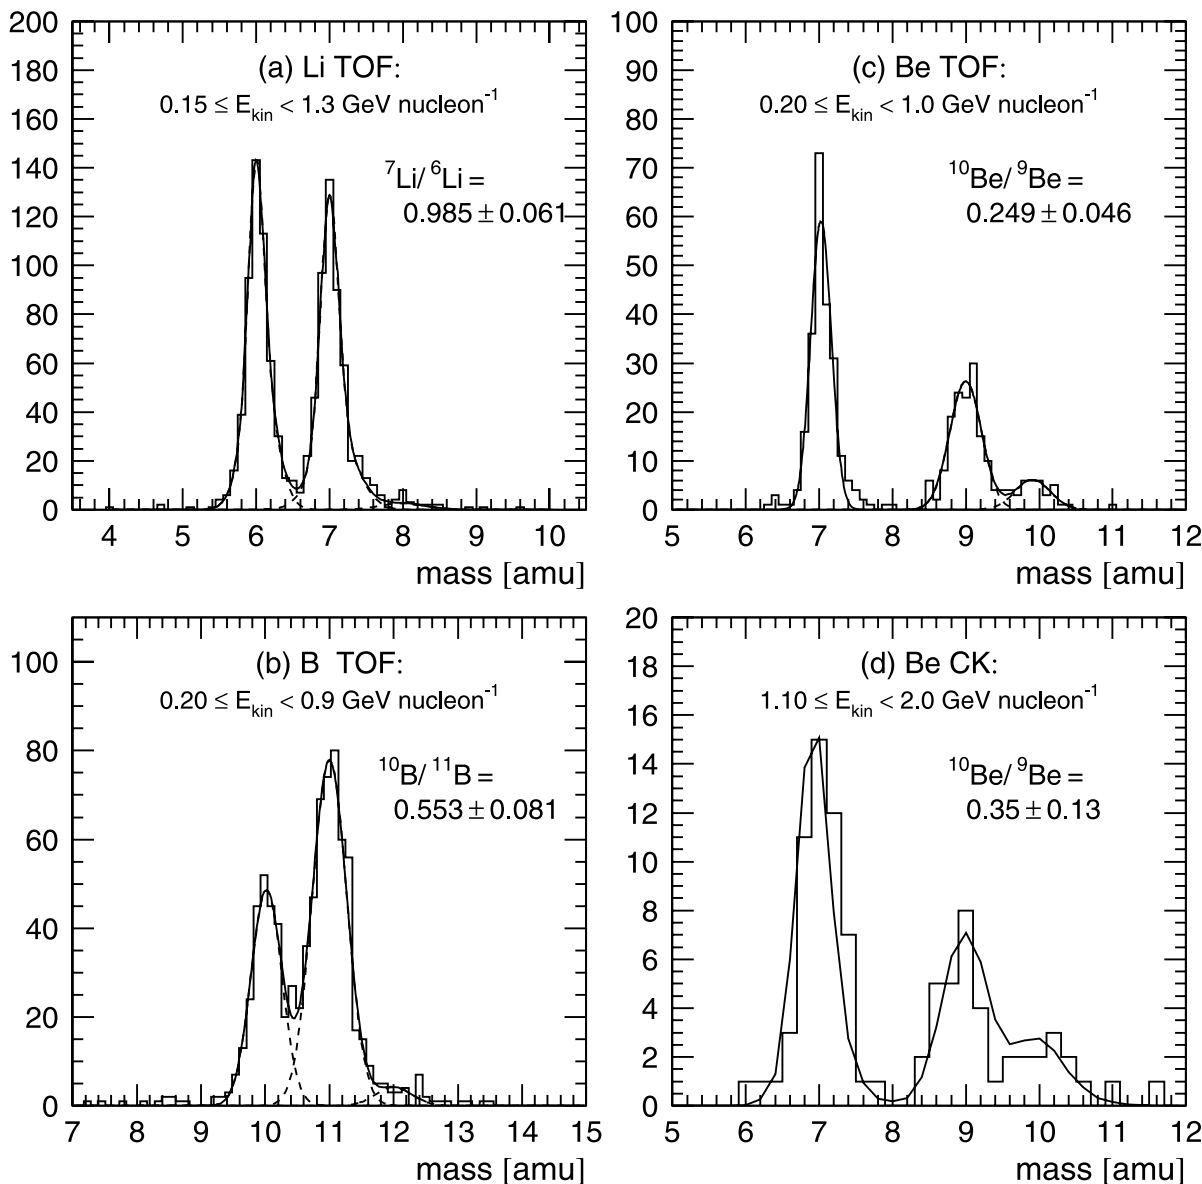 200
180
160
140
120
100
80
60
40
20
0
(a) Li TOF:
0.15 ≤ E_kin < 1.3 GeV nucleon⁻¹
⁷Li/ ⁶Li =
0.985 ± 0.061
4 5 6 7 8 9 10
mass [amu]
100
90
80
70
60
50
40
30
20
10
0
(c) Be TOF:
0.20 ≤ E_kin < 1.0 GeV nucleon⁻¹
¹⁰Be/ ⁹Be =
0.249 ± 0.046
5 6 7 8 9 10 11 12
mass [amu]
100
80
60
40
20
0
(b) B TOF:
0.20 ≤ E_kin < 0.9 GeV nucleon⁻¹
¹⁰B/ ¹¹B =
0.553 ± 0.081
7 8 9 10 11 12 13 14 15
mass [amu]
20
18
16
14
12
10
8
6
4
2
0
(d) Be CK:
1.10 ≤ E_kin < 2.0 GeV nucleon⁻¹
¹⁰Be/ ⁹Be =
0.35 ± 0.13
5 6 7 8 9 10 11 12
mass [amu]